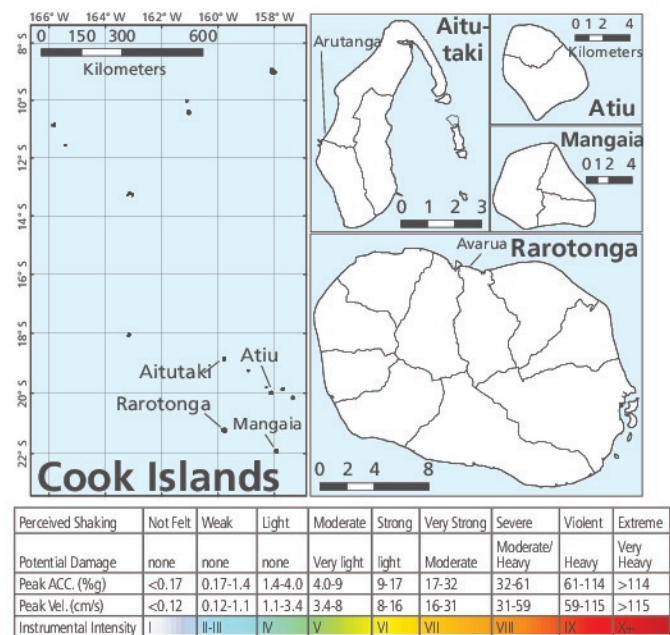 166°W 164°W 162°W 160°W 158°W
8°S
0 150 300 600
Kilometers
10°S
12°S
14°S
16°S
18°S
Aitutaki
Atiu
20°S
Rarotonga
Mangaia
22°S
Cook Islands
Arutanga
Aitu-
taki
0 1 2 3
0 1 2 4
Kilometers
Atiu
Mangaia
0 1 2 4
Avarua
Rarotonga
0 2 4 8
Perceived Shaking Not Felt Weak Light Moderate Strong Very Strong Severe Violent Extreme
Potential Damage none none none Very light light Moderate Moderate/ Heavy Heavy Very Heavy
Peak ACC. (%g) <0.17 0.17-1.4 1.4-4.0 4.0-9 9-17 17-32 32-61 61-114 >114
Peak Vel. (cm/s) <0.12 0.12-1.1 1.1-3.4 3.4-8 8-16 16-31 31-59 59-115 >115
Instrumental Intensity I II-III IV V VI VII VIII IX X+